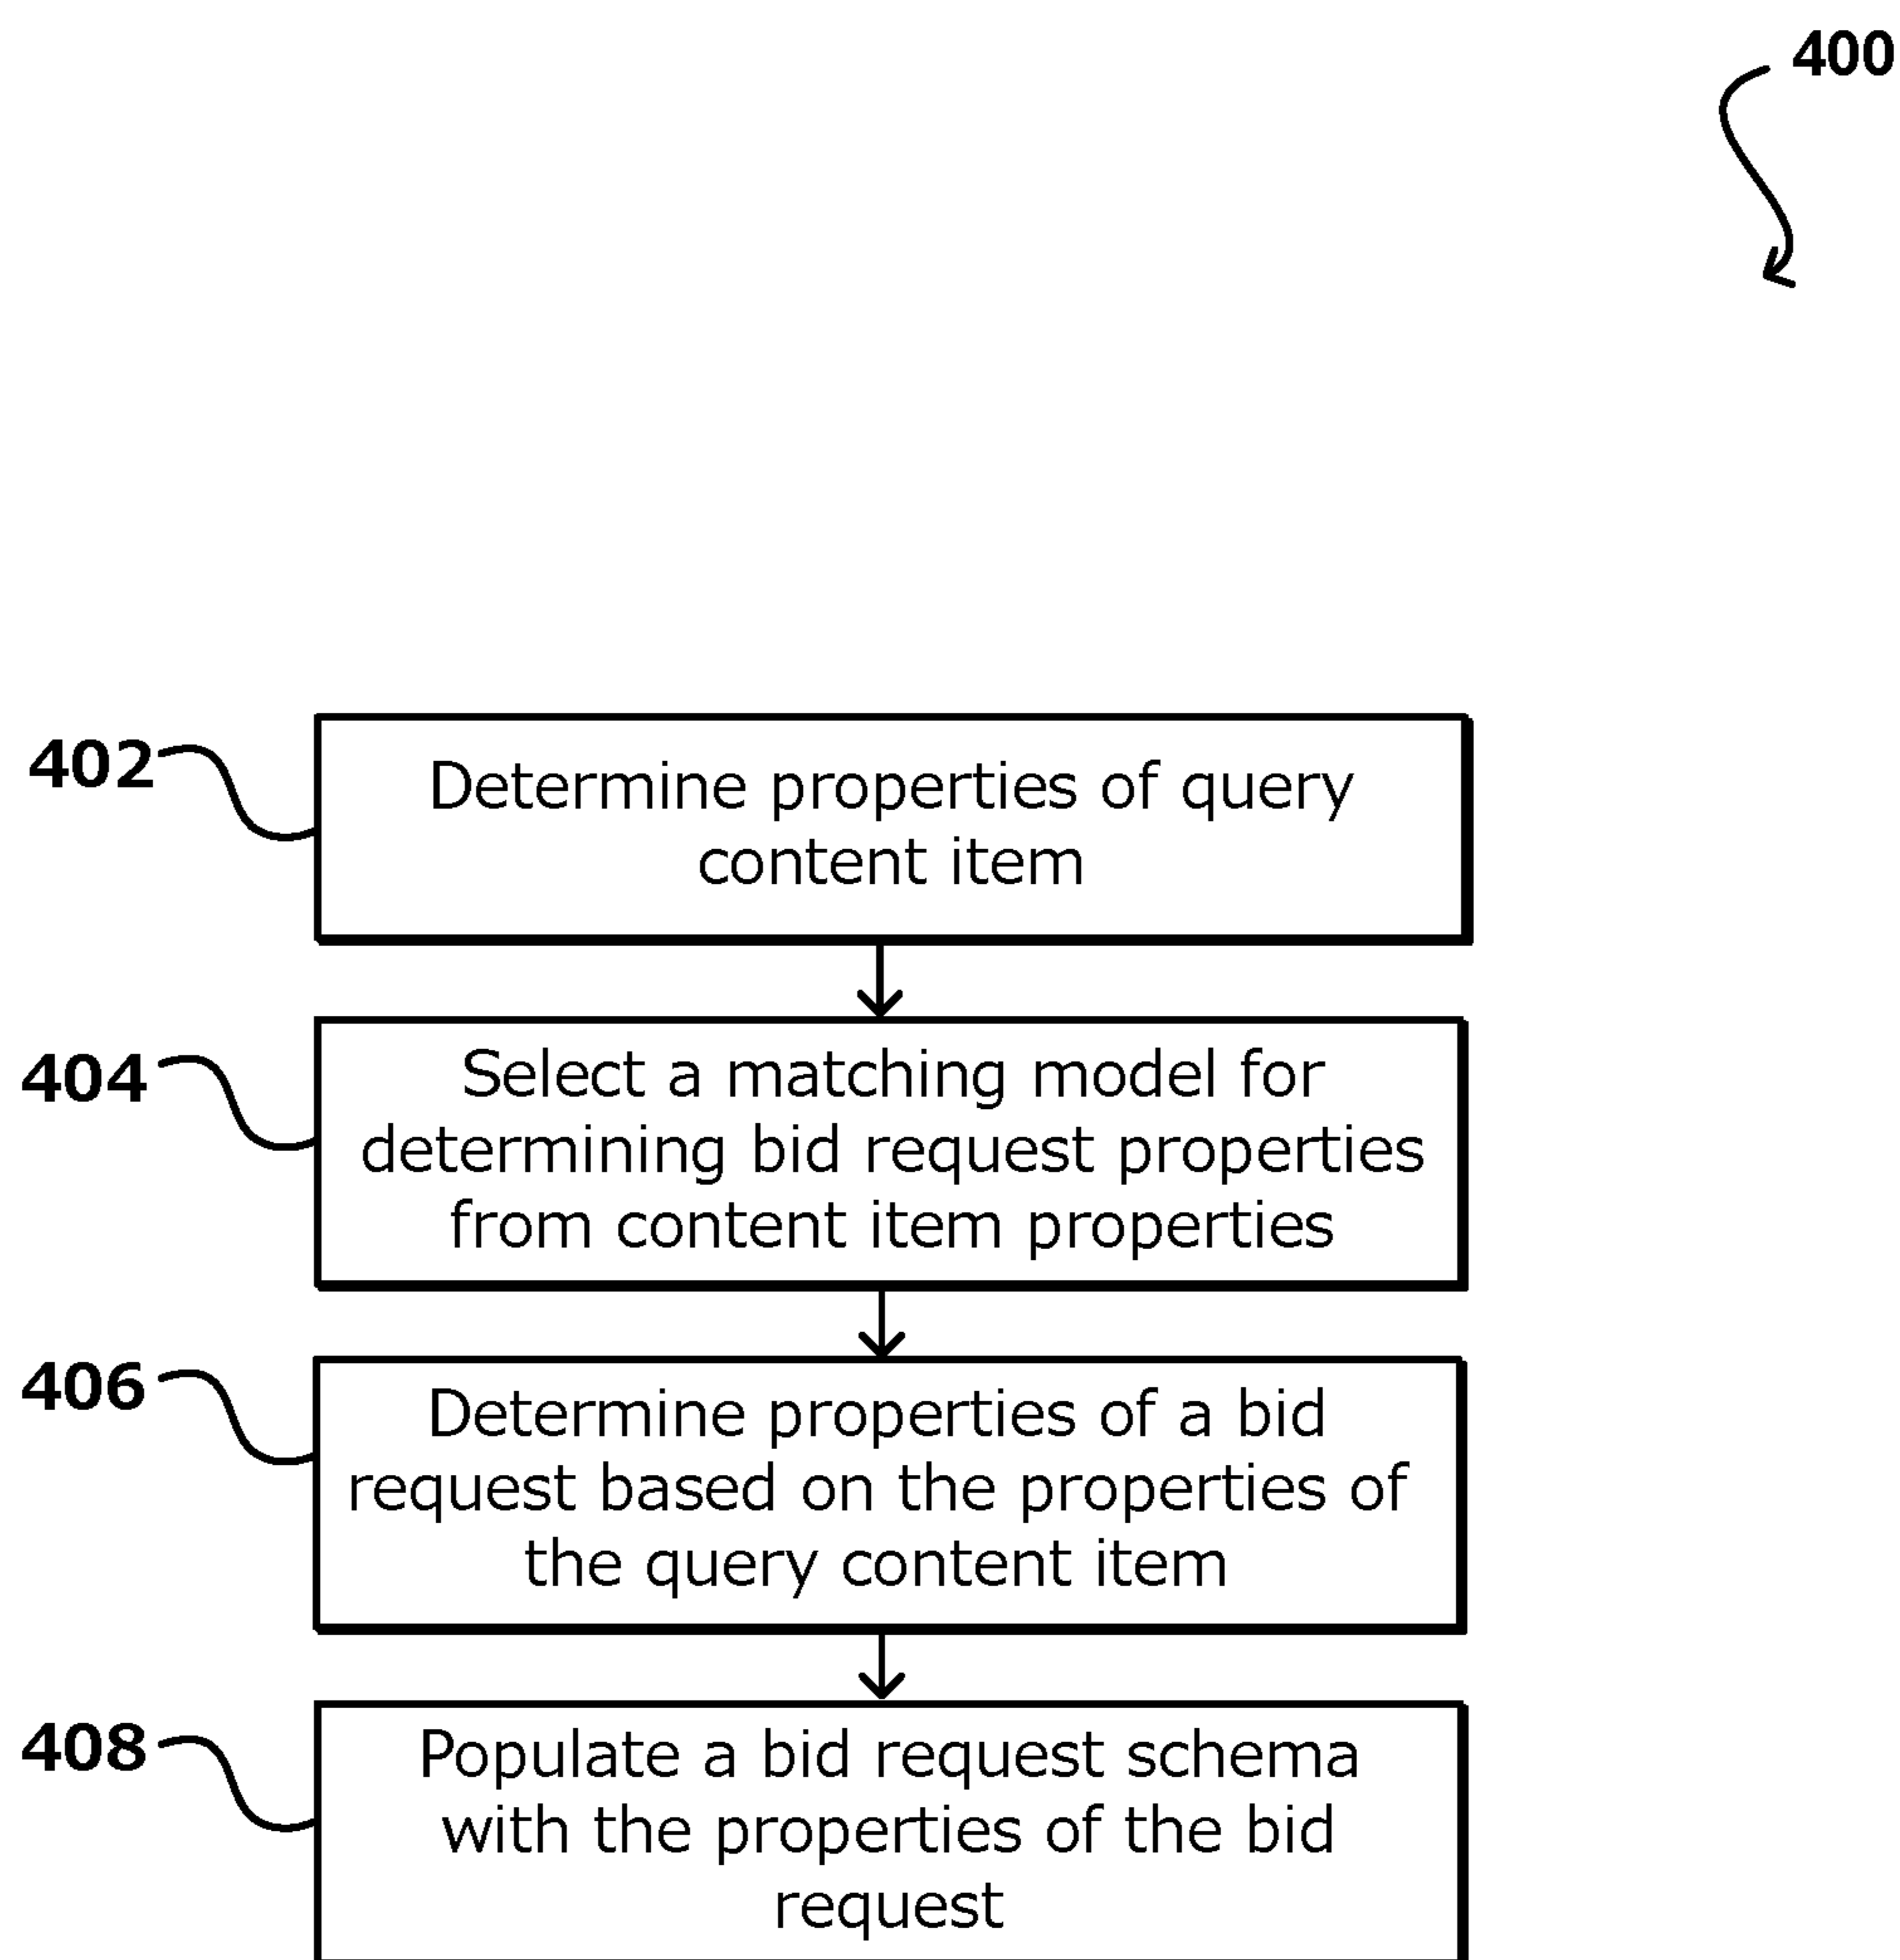 400
402
Determine properties of query
content item
404
Select a matching model for
determining bid request properties
from content item properties
406
Determine properties of a bid
request based on the properties of
the query content item
408
Populate a bid request schema
with the properties of the bid
request